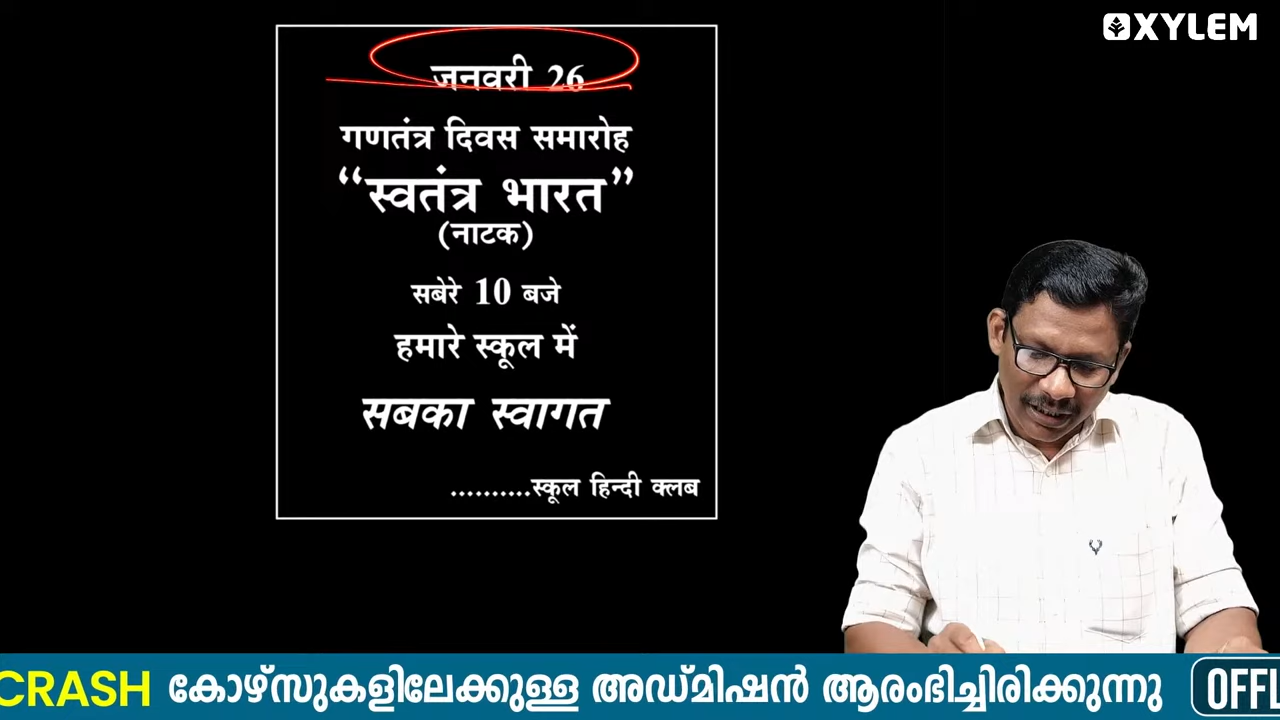 XYLEM
जनवरी 26
गणतंत्र दिवस समारोह
“स्वतंत्र भारत”
(नाटक)
सबेरे 10 बजे
हमारे स्कूल में
सबका स्वागत
..........स्कूल हिन्दी क्लब
CRASH കോഴ്സുകളിലേക്കുള്ള അഡ്മിഷൻ ആരംഭിച്ചിരിക്കുന്നു